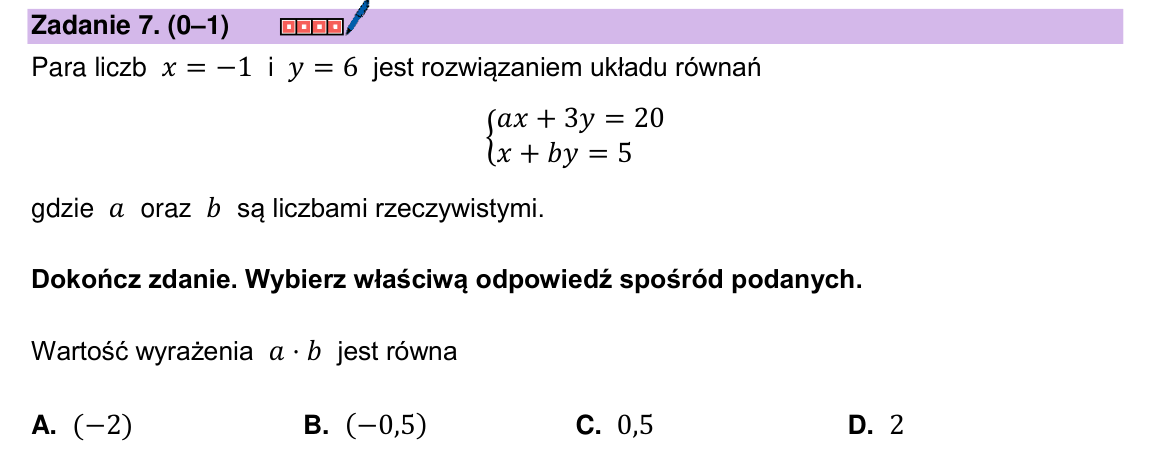 Zadanie 7. (0–1)
Para liczb x = −1 i y = 6 jest rozwiązaniem układu równań
{ax + 3y = 20
x + by = 5
gdzie a oraz b są liczbami rzeczywistymi.
Dokończ zdanie. Wybierz właściwą odpowiedź spośród podanych.
Wartość wyrażenia a · b jest równa
A. (−2) B. (−0,5) C. 0,5 D. 2